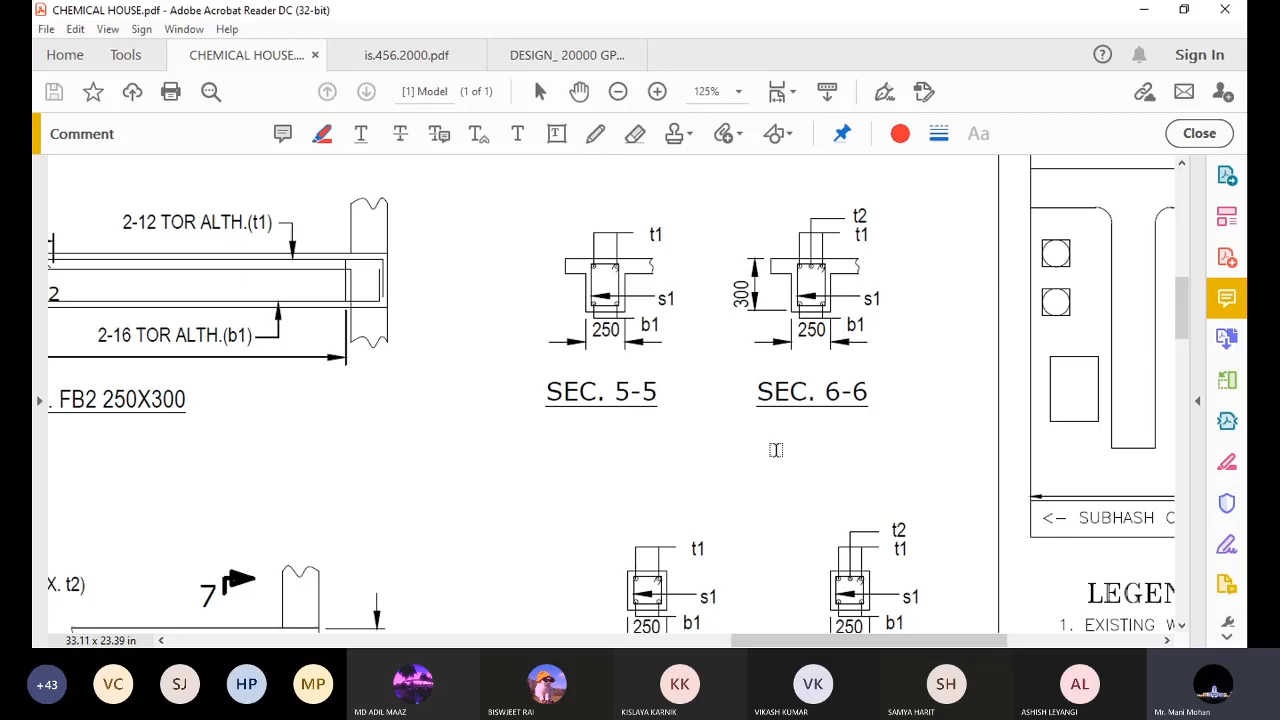 CHEMICAL HOUSE.pdf - Adobe Acrobat Reader DC (32-bit)
File Edit View Sign Window Help
Home Tools CHEMICAL HOUSE.... × is.456.2000.pdf DESIGN_ 20000 GP... Sign In
[1] Model (1 of 1) 125%
Comment Aa Close
2-12 TOR ALTH.(t1)
2
2-16 TOR ALTH.(b1)
. FB2 250X300
t1
s1
b1
250
SEC. 5-5
t2
t1
300
s1
b1
250
SEC. 6-6
X. t2)
7
t1
s1
b1
250
t2
t1
s1
b1
250
<- SUBHASH C
LEGEN
1. EXISTING W
33.11 x 23.39 in
+43 VC SJ HP MP KK VK SH AL
MD ADIL MAAZ BISWJEET RAI KISLAYA KARNIK VIKASH KUMAR SAMYA HARIT ASHISH LEYANGI Mr. Mani Mohan